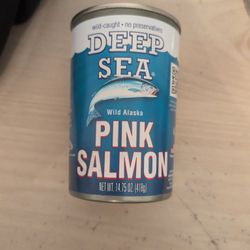 wild-caught • no preservatives
DEEP
SEA®
Wild Alaska
PINK
SALMON
NET WT. 14.75 OZ (418g)